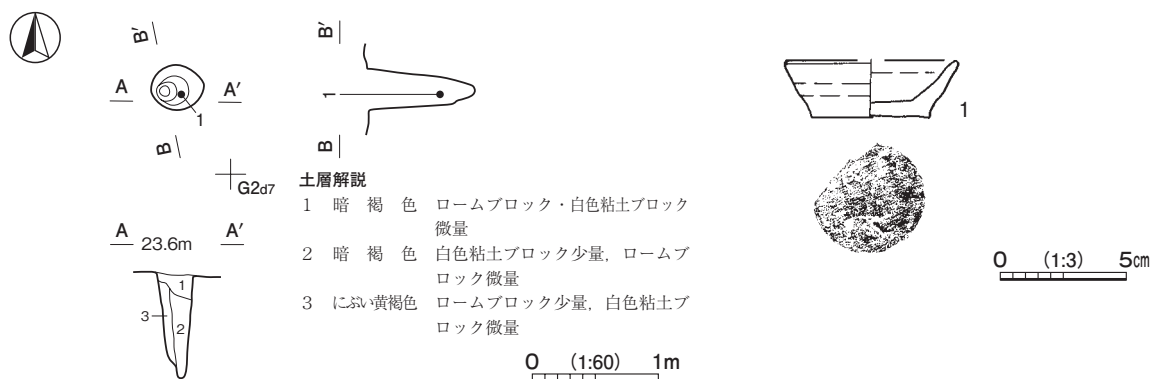 B B′
A A′
1
B
G2d7
A 23.6m A′
1
2
3
B′
1
B
土層解説
1 暗褐色 ロームブロック・白色粘土ブロック
微量
2 暗褐色 白色粘土ブロック少量，ロームブ
ロック微量
3 にぶい黄褐色 ロームブロック少量，白色粘土ブ
ロック微量
0 (1:60) 1m
1
0 (1:3) 5cm